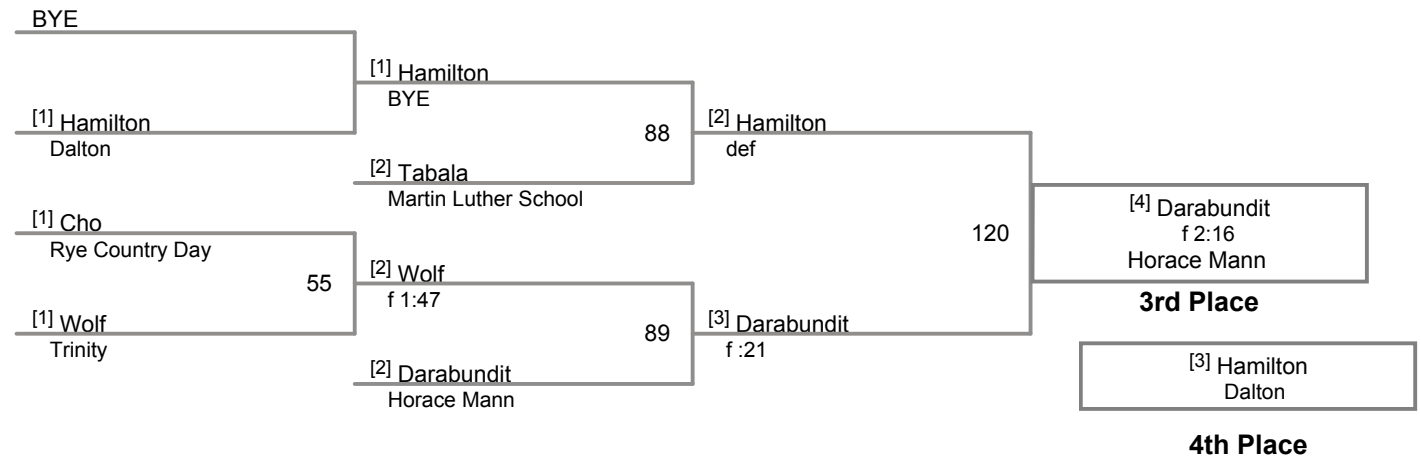 BYE
[1] Hamilton
BYE
[1] Hamilton
Dalton
88
[2] Hamilton
def
[2] Tabala
Martin Luther School
[1] Cho
Rye Country Day
55
[2] Wolf
f 1:47
[1] Wolf
Trinity
89
[3] Darabundit
f :21
[2] Darabundit
Horace Mann
120
[4] Darabundit
f 2:16
Horace Mann
3rd Place
[3] Hamilton
Dalton
4th Place